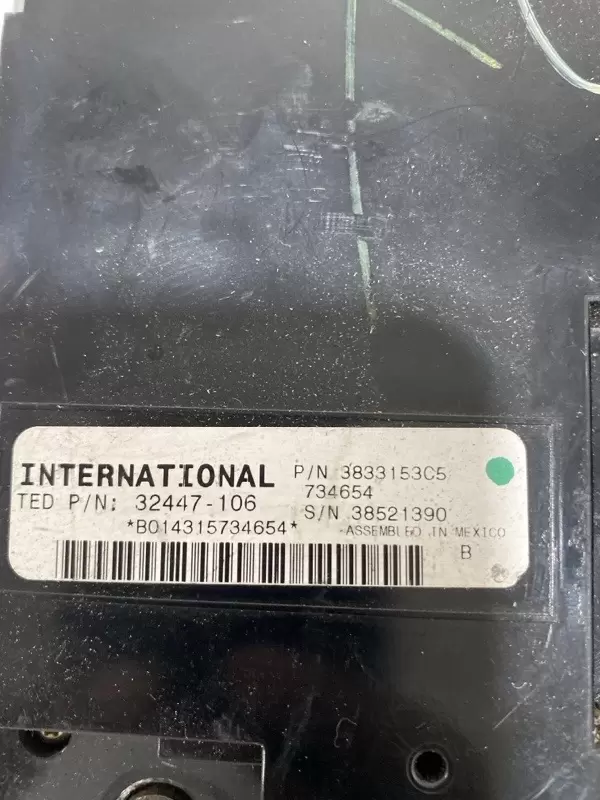 INTERNATIONAL P/N 3833153C5
734654
TED P/N: 32447-106 S/N 38521390
*B014315734654* ASSEMBLED IN MEXICO
B